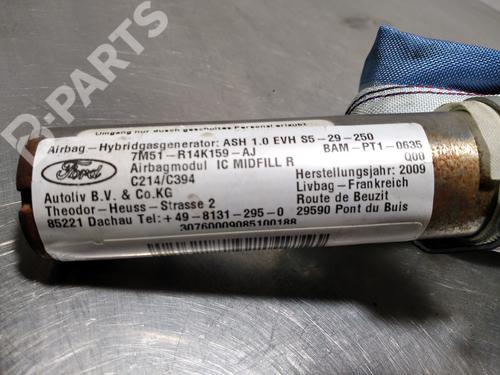 B-PARTS
Umgang nur durch geschultes Personal erlaubt
Airbag-Hybridgasgenerator: ASH 1.0 EVH S5-29-250
7M51-R14K159-AJ BAM-PT1-0635
Airbagmodul IC MIDFILL R Q00
Ford
C214/C394 Herstellungsjahr: 2009
Autoliv B.V. & Co.KG Livbag-Frankreich
Theodor-Heuss-Strasse 2 Route de Beuzit
85221 Dachau Tel:+49-8131-295-0 29590 Pont du Buis
30760009085100188